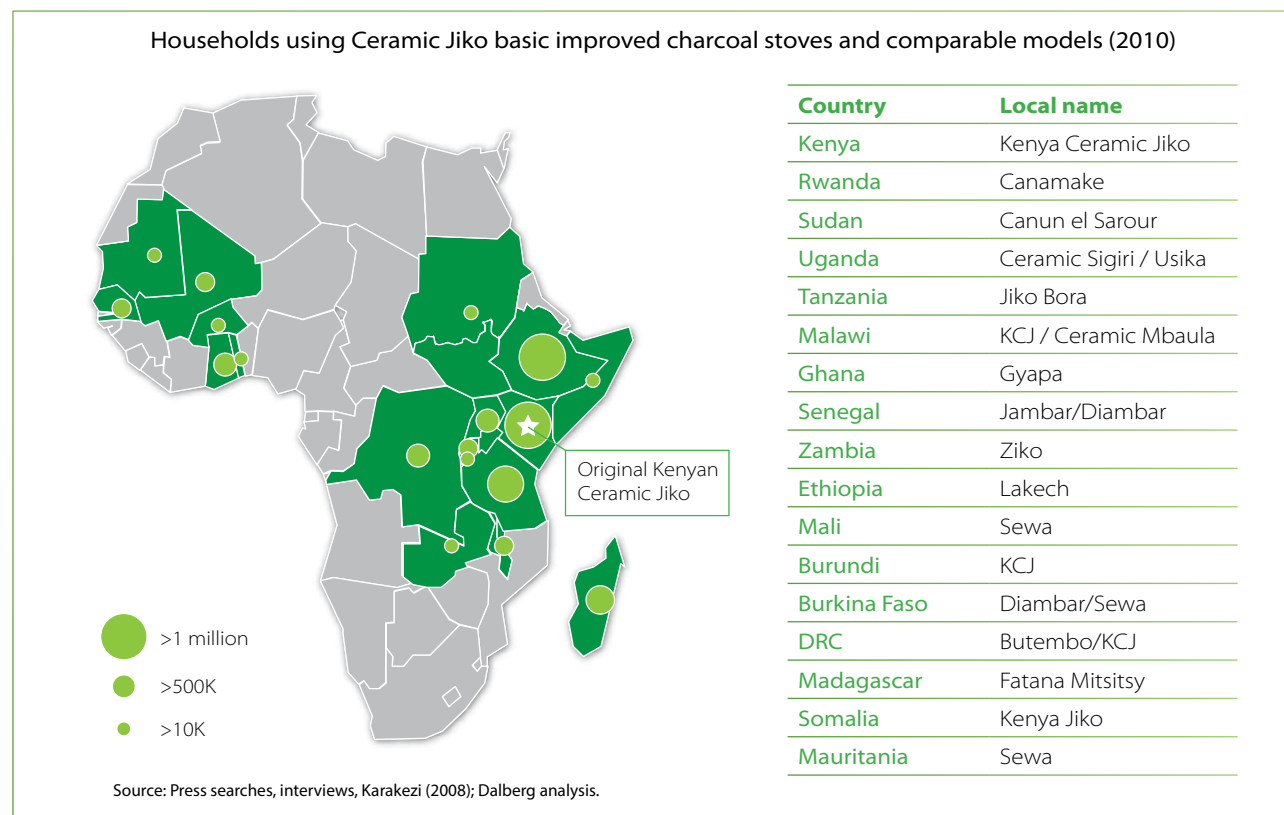 Households using Ceramic Jiko basic improved charcoal stoves and comparable models (2010)
Original Kenyan
Ceramic Jiko
>1 million
>500K
>10K
Country Local name
Kenya Kenya Ceramic Jiko
Rwanda Canamake
Sudan Canun el Sarour
Uganda Ceramic Sigiri / Usika
Tanzania Jiko Bora
Malawi KCJ / Ceramic Mbaula
Ghana Gyapa
Senegal Jambar/Diambar
Zambia Ziko
Ethiopia Lakech
Mali Sewa
Burundi KCJ
Burkina Faso Diambar/Sewa
DRC Butembo/KCJ
Madagascar Fatana Mitsitsy
Somalia Kenya Jiko
Mauritania Sewa
Source: Press searches, interviews, Karakezi (2008); Dalberg analysis.